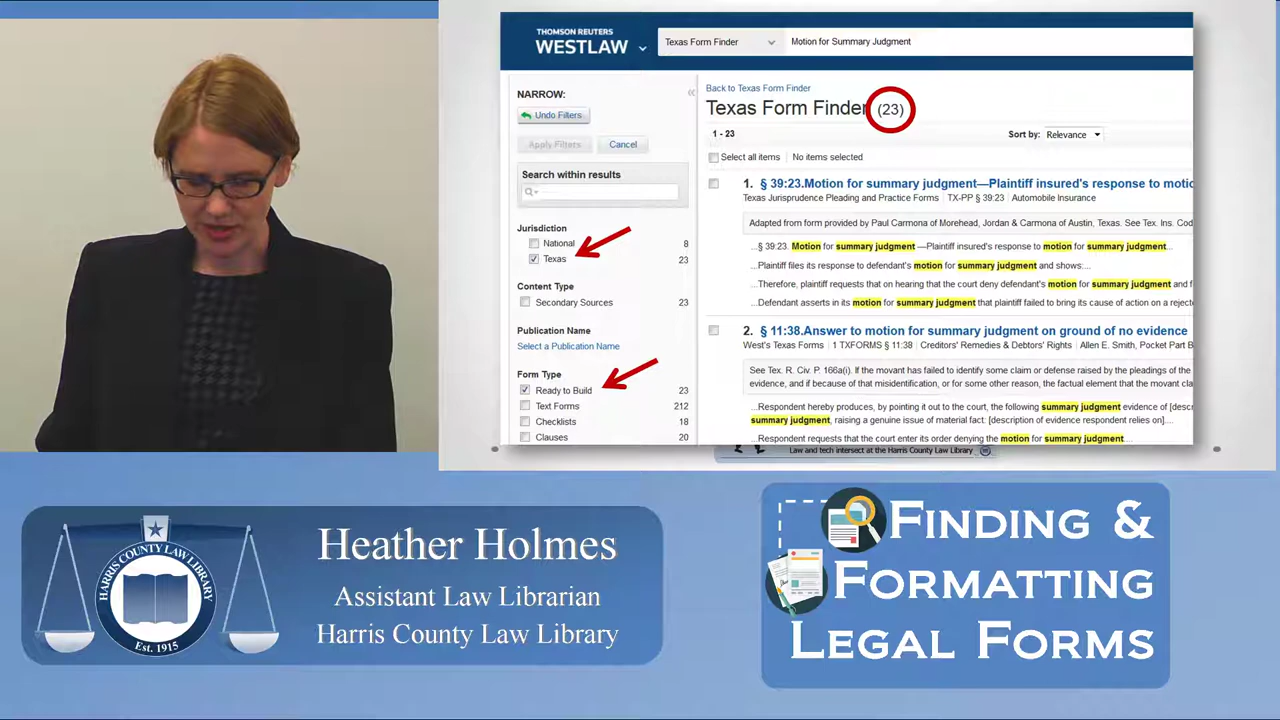 THOMSON REUTERS
WESTLAW
Texas Form Finder
Motion for Summary Judgment
NARROW:
Undo Filters
Apply Filters
Cancel
Search within results
Jurisdiction
National 8
Texas 23
Content Type
Secondary Sources 23
Publication Name
Select a Publication Name
Form Type
Ready to Build 23
Text Forms 212
Checklists 18
Clauses 20
Back to Texas Form Finder
Texas Form Finder (23)
1 - 23
Sort by: Relevance
Select all items No items selected
1. § 39:23.Motion for summary judgment—Plaintiff insured's response to motio
Texas Jurisprudence Pleading and Practice Forms TX-PP § 39:23 Automobile Insurance
Adapted from form provided by Paul Carmona of Morehead, Jordan & Carmona of Austin, Texas. See Tex. Ins. Cod
...§ 39:23. Motion for summary judgment —Plaintiff insured's response to motion for summary judgment...
...Plaintiff files its response to defendant's motion for summary judgment and shows:...
...Therefore, plaintiff requests that on hearing that the court deny defendant's motion for summary judgment and f
...Defendant asserts in its motion for summary judgment that plaintiff failed to bring its cause of action on a reject
2. § 11:38.Answer to motion for summary judgment on ground of no evidence
West's Texas Forms 1 TXFORMS § 11:38 Creditors' Remedies & Debtors' Rights Allen E. Smith, Pocket Part B
See Tex. R. Civ. P. 166a(i). If the movant has failed to identify some claim or defense raised by the pleadings of the
evidence, and if because of that misidentification, or for some other reason, the factual element that the movant cla
...Respondent hereby produces, by pointing it out to the court, the following summary judgment evidence of [desc
summary judgment, raising a genuine issue of material fact: [description of evidence respondent relies on]....
...Respondent requests that the court enter its order denying the motion for summary judgment....
Law and tech intersect at the Harris County Law Library
HARRIS COUNTY LAW LIBRARY
Est. 1915
Heather Holmes
Assistant Law Librarian
Harris County Law Library
FINDING &
FORMATTING
LEGAL FORMS